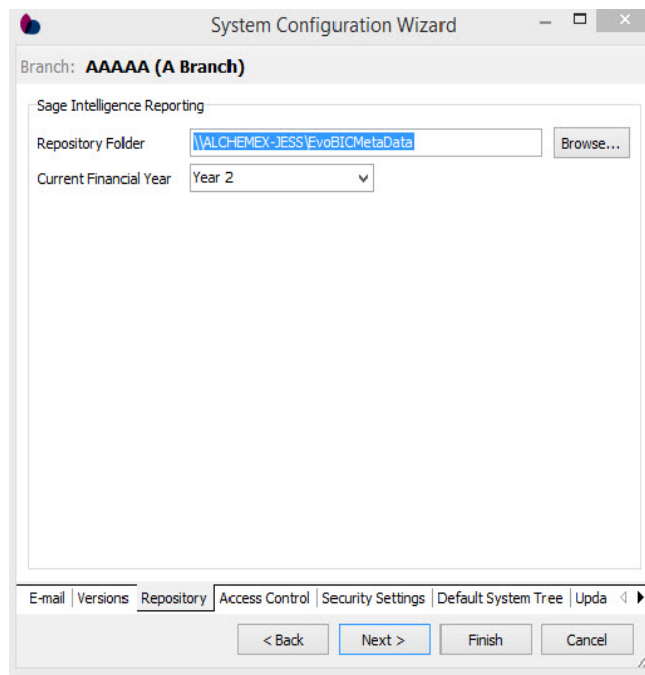 System Configuration Wizard
Branch: AAAAA (A Branch)
Sage Intelligence Reporting
Repository Folder \\ALCHEMEX-JESS\EvoBICMetaData Browse...
Current Financial Year Year 2
E-mail Versions Repository Access Control Security Settings Default System Tree Upda
< Back Next > Finish Cancel